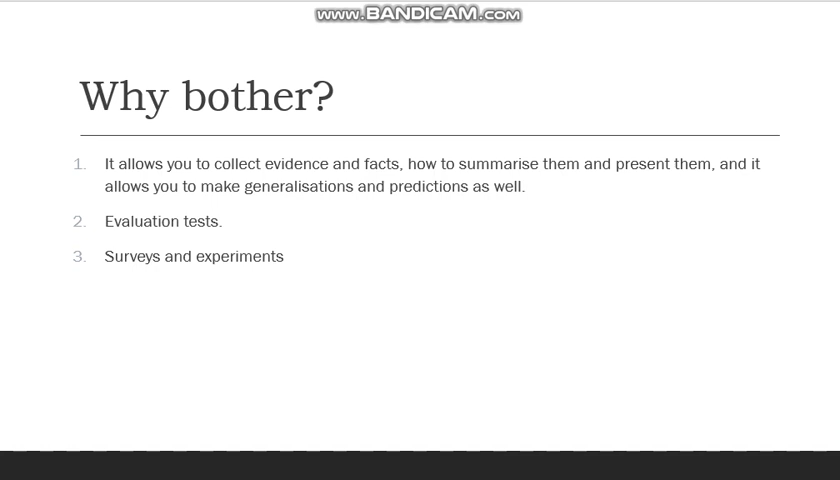 www.BANDICAM.com
Why bother?
1. It allows you to collect evidence and facts, how to summarise them and present them, and it
allows you to make generalisations and predictions as well.
2. Evaluation tests.
3. Surveys and experiments